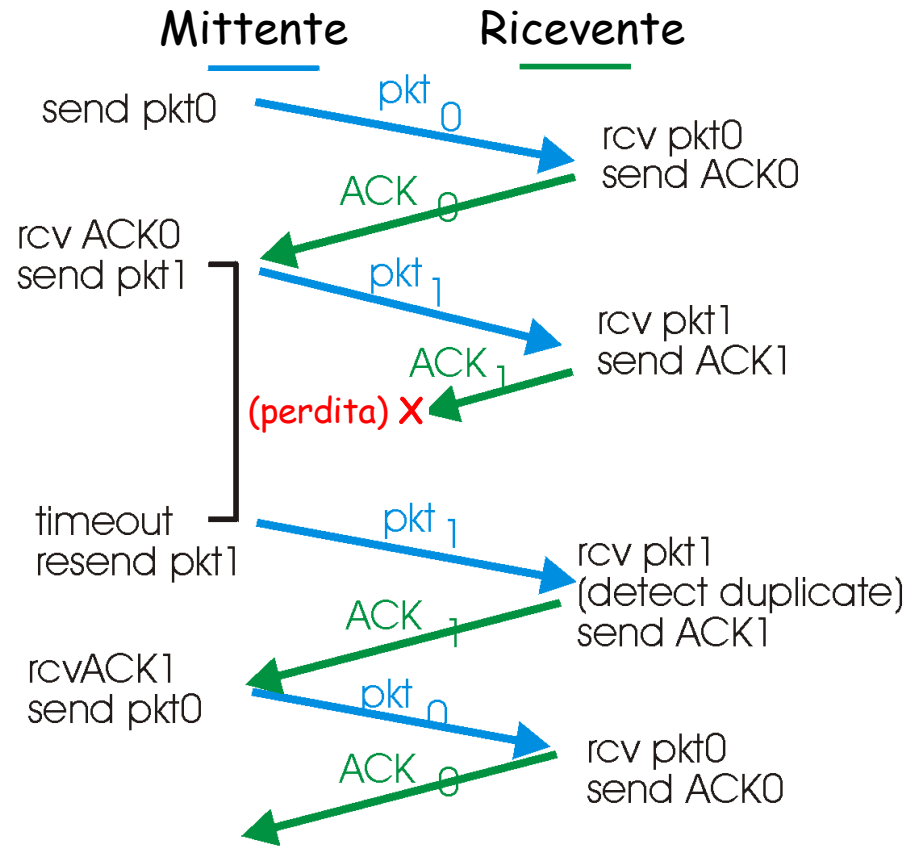 Mittente
Ricevente
send pkt0
pkt 0
rcv pkt0
send ACK0
ACK 0
rcv ACK0
send pkt1
pkt 1
rcv pkt1
send ACK1
ACK 1
(perdita) X
timeout
resend pkt1
pkt 1
rcv pkt1
(detect duplicate)
send ACK1
ACK 1
rcvACK1
send pkt0
pkt 0
rcv pkt0
send ACK0
ACK 0